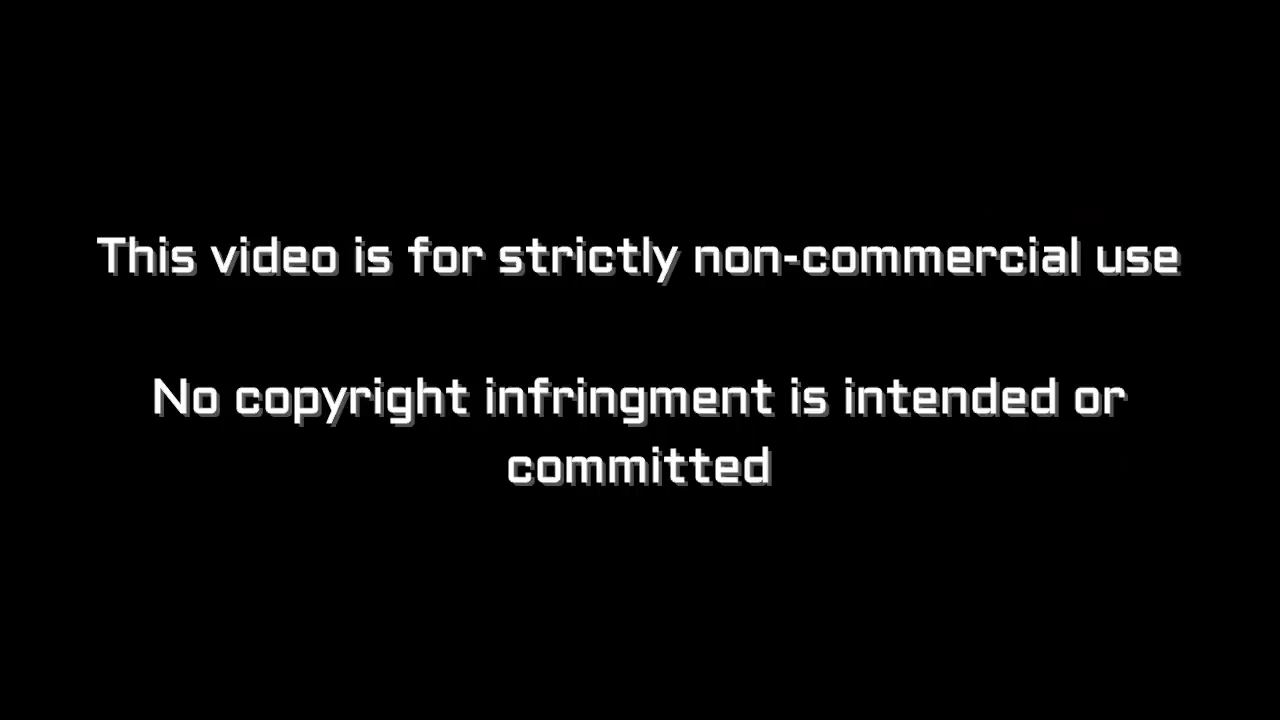 This video is for strictly non-commercial use
No copyright infringment is intended or
committed